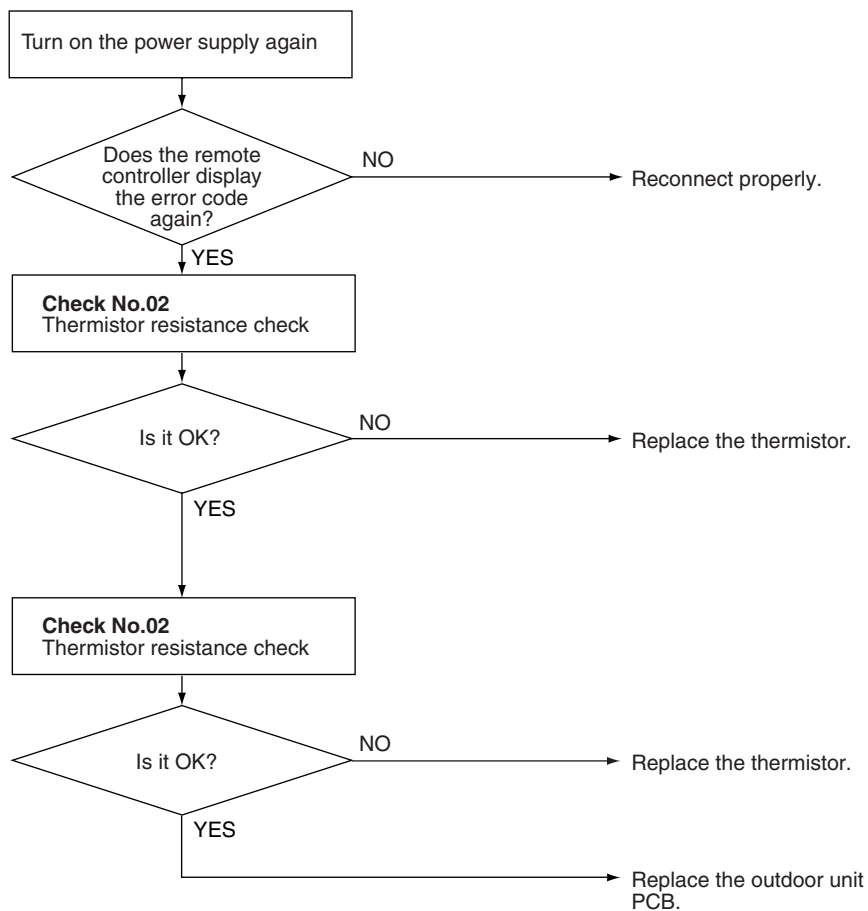 Turn on the power supply again
Does the remote
controller display
the error code
again?
NO
Reconnect properly.
YES
Check No.02
Thermistor resistance check
Is it OK?
NO
Replace the thermistor.
YES
Check No.02
Thermistor resistance check
Is it OK?
NO
Replace the thermistor.
YES
Replace the outdoor unit
PCB.